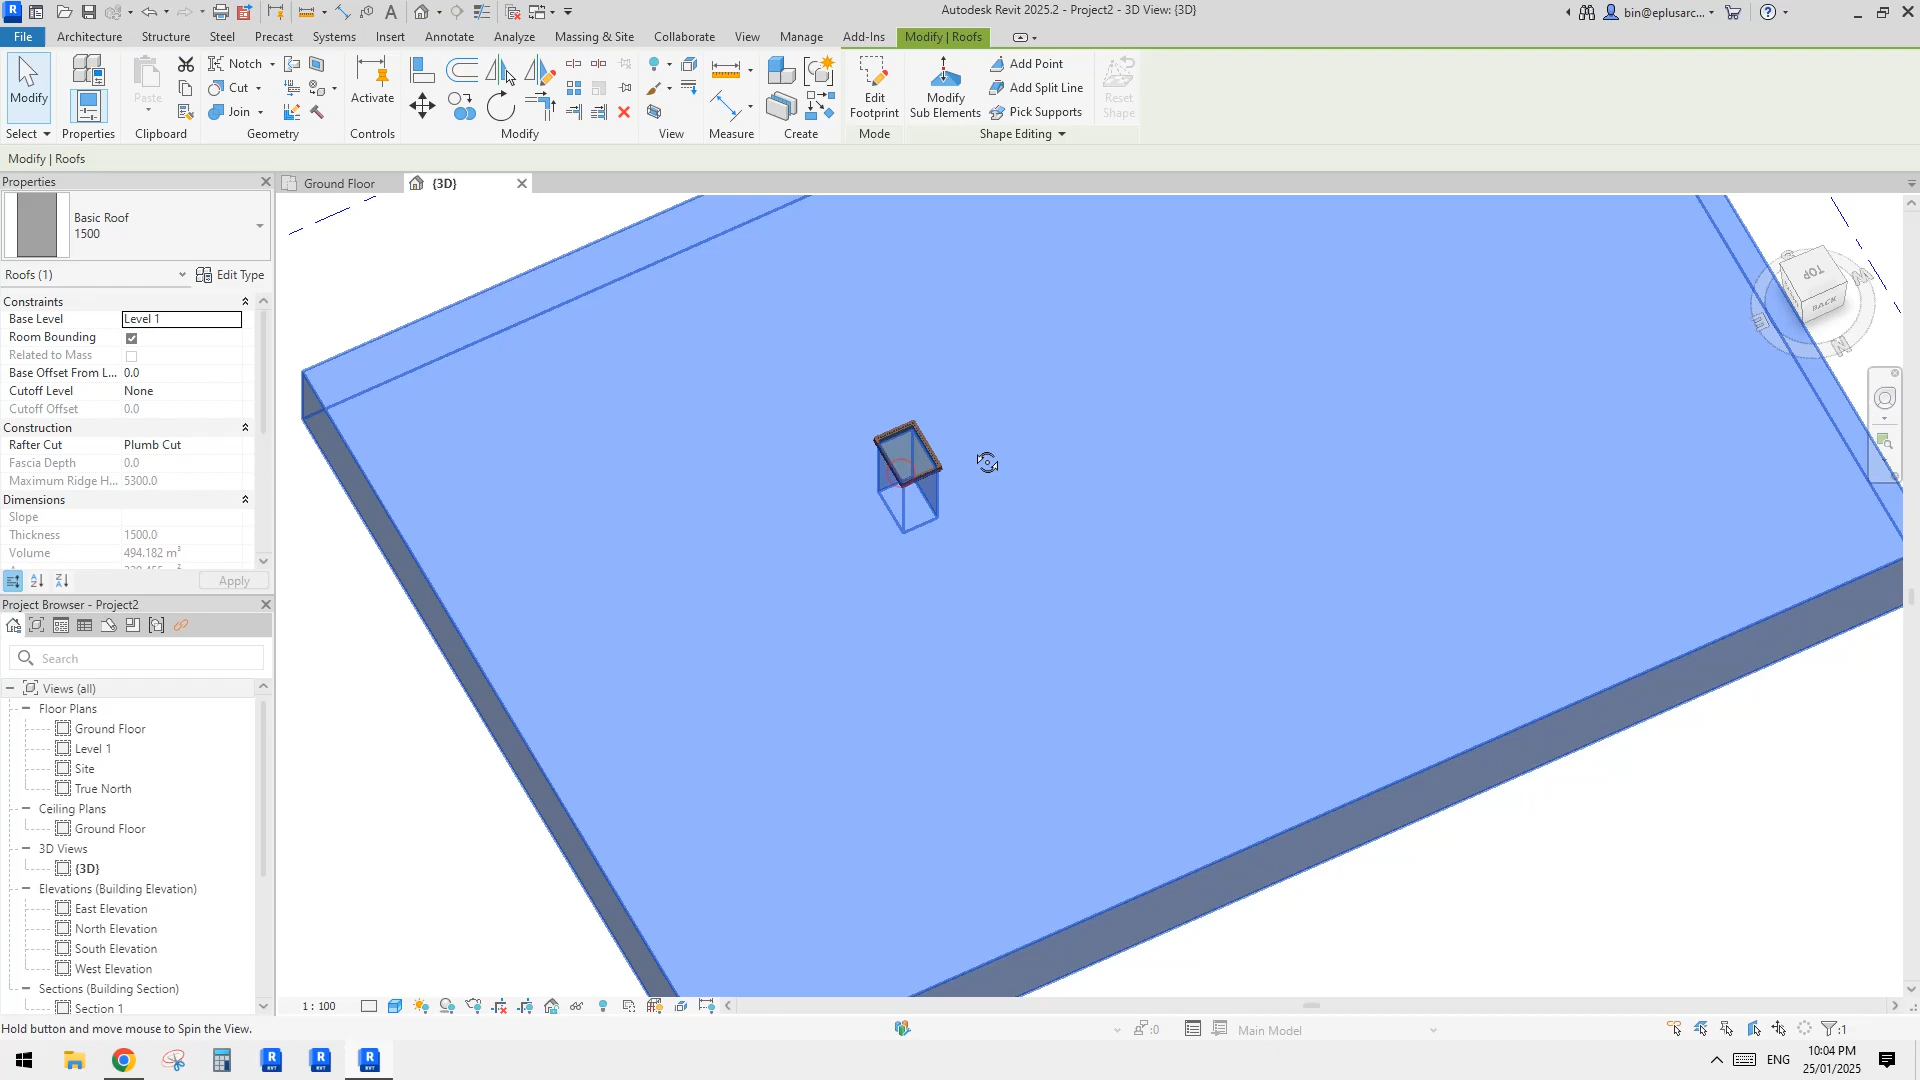 Autodesk Revit 2025.2 - Project2 - 3D View: {3D}
bin@eplusarc...
File
Architecture
Structure
Steel
Precast
Systems
Insert
Annotate
Analyze
Massing & Site
Collaborate
View
Manage
Add-Ins
Modify | Roofs
Modify
Paste
Notch
Cut
Join
Activate
Edit
Footprint
Modify
Sub Elements
Add Point
Add Split Line
Pick Supports
Reset
Shape
Select
Properties
Clipboard
Geometry
Controls
Modify
View
Measure
Create
Mode
Shape Editing
Modify | Roofs
Properties
Basic Roof
1500
Roofs (1)
Edit Type
Constraints
Base Level Level 1
Room Bounding
Related to Mass
Base Offset From L... 0.0
Cutoff Level None
Cutoff Offset 0.0
Construction
Rafter Cut Plumb Cut
Fascia Depth 0.0
Maximum Ridge H... 5300.0
Dimensions
Slope
Thickness 1500.0
Volume 494.182 m³
Apply
Project Browser - Project2
Search
Views (all)
Floor Plans
Ground Floor
Level 1
Site
True North
Ceiling Plans
Ground Floor
3D Views
{3D}
Elevations (Building Elevation)
East Elevation
North Elevation
South Elevation
West Elevation
Sections (Building Section)
Section 1
Ground Floor
{3D}
TOP
BACK
W
N
E
1 : 100
Hold button and move mouse to Spin the View.
:0
Main Model
:1
ENG
10:04 PM
25/01/2025